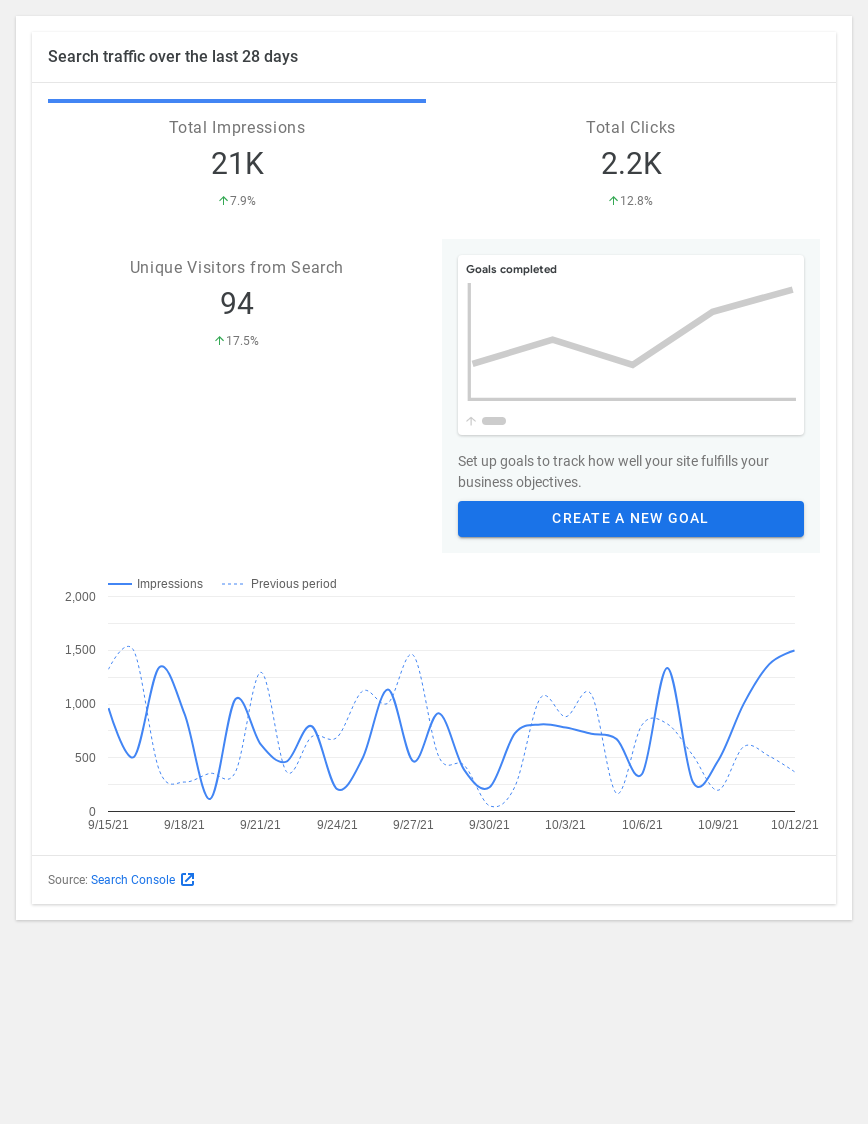 Search traffic over the last 28 days
Total Impressions
21K
↑7.9%
Total Clicks
2.2K
↑12.8%
Unique Visitors from Search
94
↑17.5%
Goals completed
Set up goals to track how well your site fulfills your
business objectives.
CREATE A NEW GOAL
Impressions Previous period
2,000
1,500
1,000
500
0
9/15/21 9/18/21 9/21/21 9/24/21 9/27/21 9/30/21 10/3/21 10/6/21 10/9/21 10/12/21
Source: Search Console